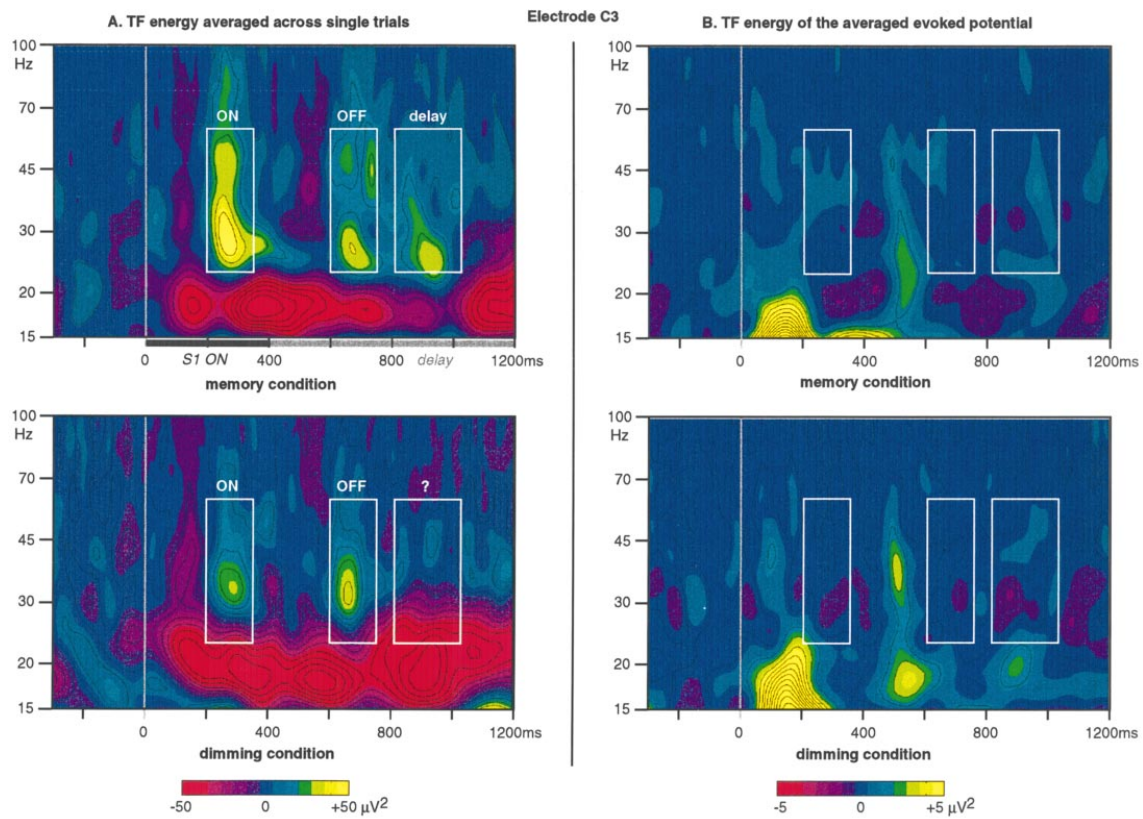 A. TF energy averaged across single trials
Electrode C3
B. TF energy of the averaged evoked potential
100
Hz
70
45
30
20
15
ON
OFF
delay
0
400
800
1200ms
S1 ON
delay
memory condition
100
Hz
70
45
30
20
15
0
400
800
1200ms
memory condition
100
Hz
70
45
30
20
15
ON
OFF
?
0
400
800
1200ms
dimming condition
100
Hz
70
45
30
20
15
0
400
800
1200ms
dimming condition
-50
0
+50 μV²
-5
0
+5 μV²